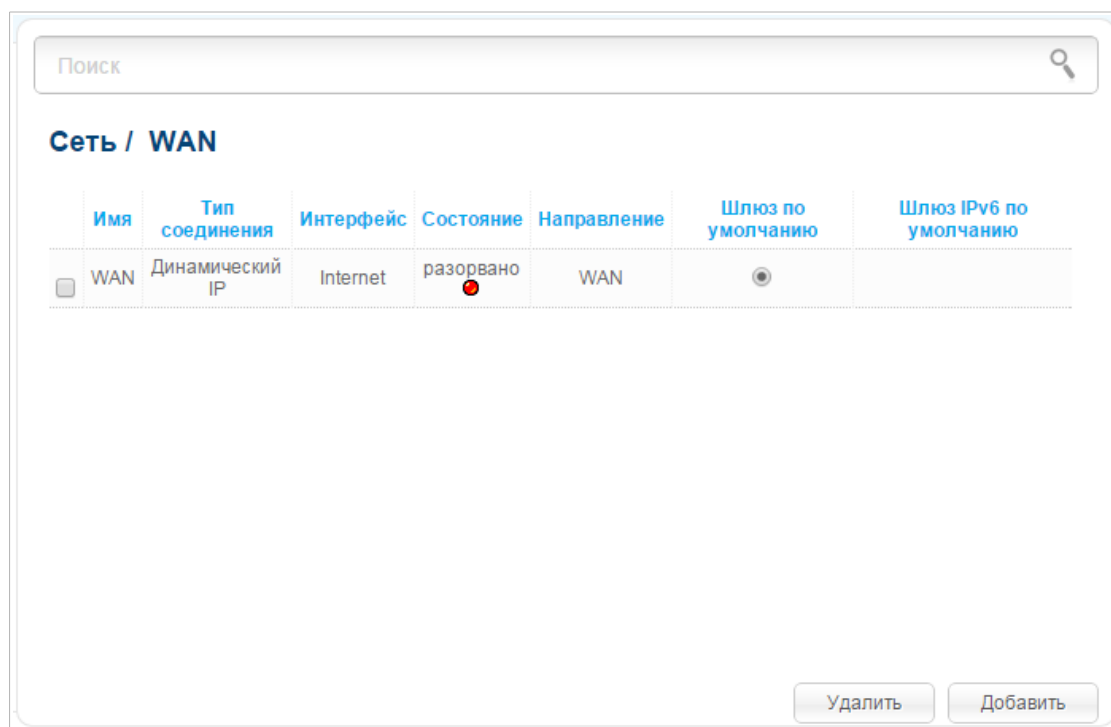 Поиск
Сеть / WAN
Имя Тип соединения Интерфейс Состояние Направление Шлюз по умолчанию Шлюз IPv6 по умолчанию
WAN Динамический IP Internet разорвано WAN
Удалить Добавить